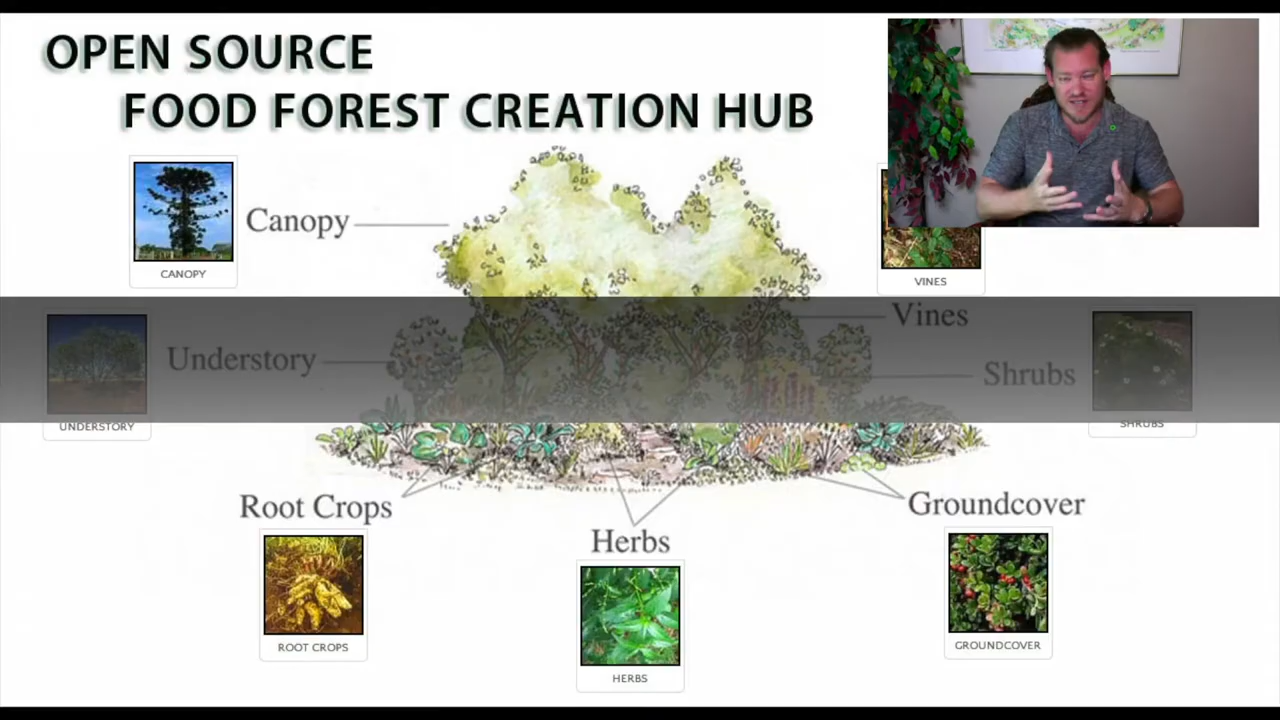 OPEN SOURCE
FOOD FOREST CREATION HUB
Canopy
CANOPY
VINES
Vines
Understory
UNDERSTORY
Shrubs
SHRUBS
Root Crops
ROOT CROPS
Herbs
HERBS
Groundcover
GROUNDCOVER